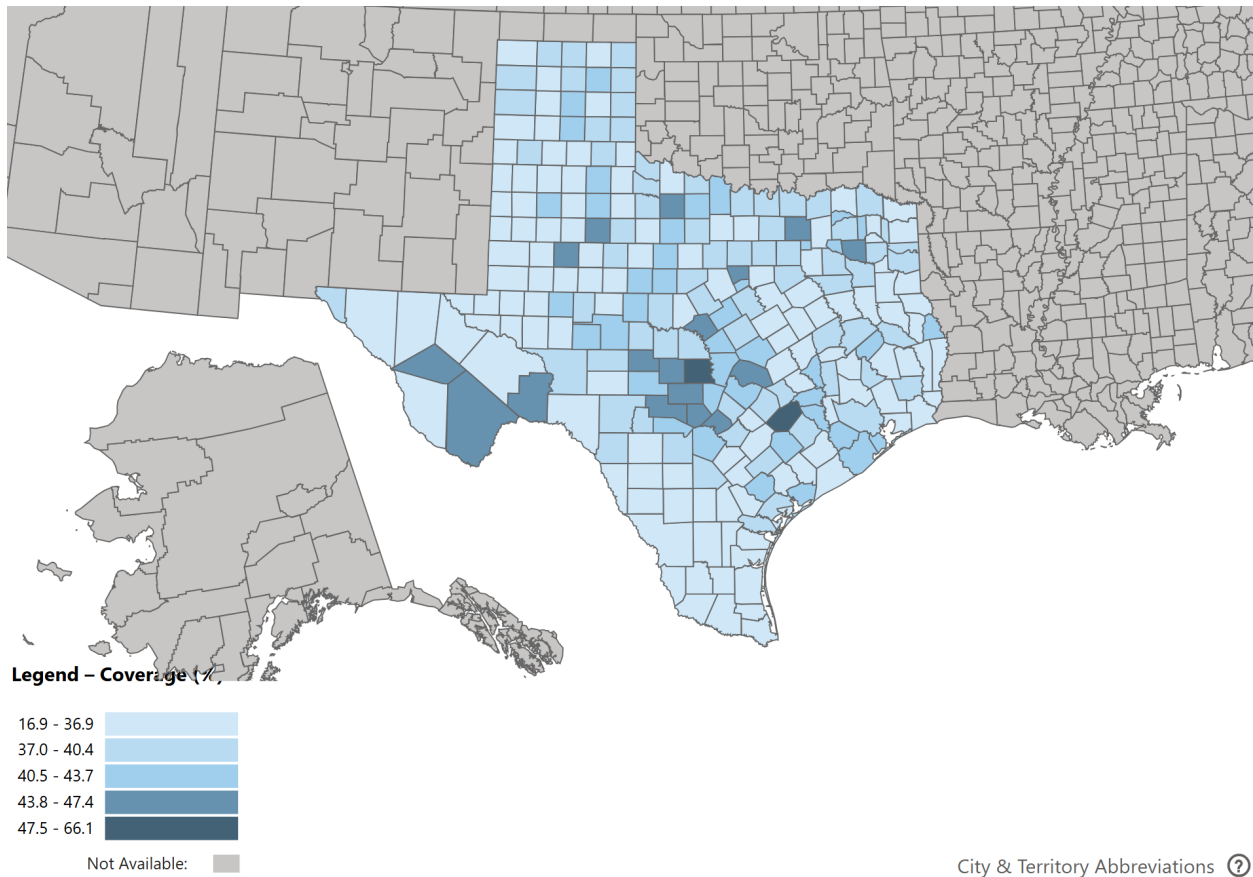 Legend – Coverage (%)
16.9 - 36.9
37.0 - 40.4
40.5 - 43.7
43.8 - 47.4
47.5 - 66.1
Not Available:
City & Territory Abbreviations ?